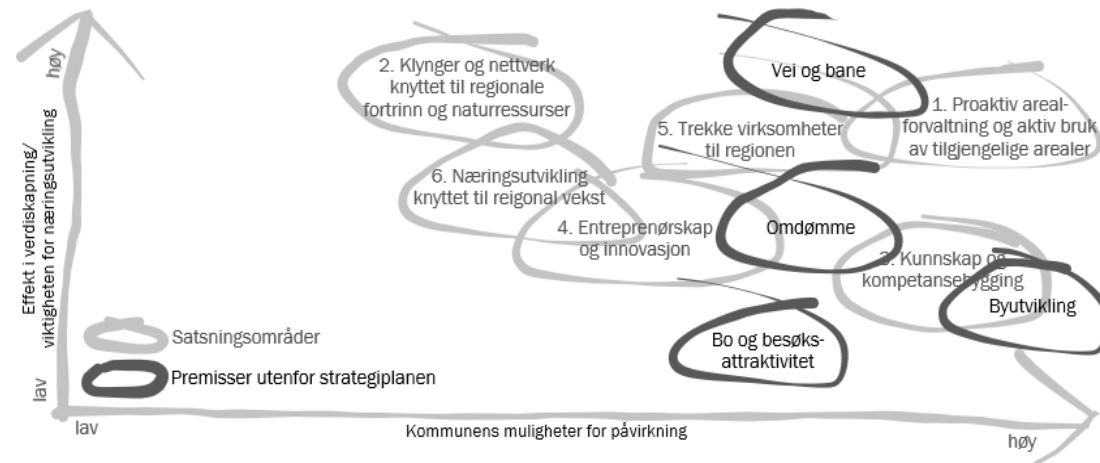 høy
Effekt i verdiskapning/
viktigheten for næringsutvikling
lav
2. Klynger og nettverk
knyttet til regionale
fortrinn og naturressurser
Vei og bane
1. Proaktiv areal-
forvaltning og aktiv bruk
av tilgjengelige arealer
5. Trekke virksomheter
til regionen
6. Næringsutvikling
knyttet til reigonal vekst
4. Entreprenørskap
og innovasjon
Omdømme
3. Kunnskap og
kompetansebygging
Byutvikling
Bo og besøks-
attraktivitet
Satsningsområder
Premisser utenfor strategiplanen
lav
Kommunens muligheter for påvirkning
høy